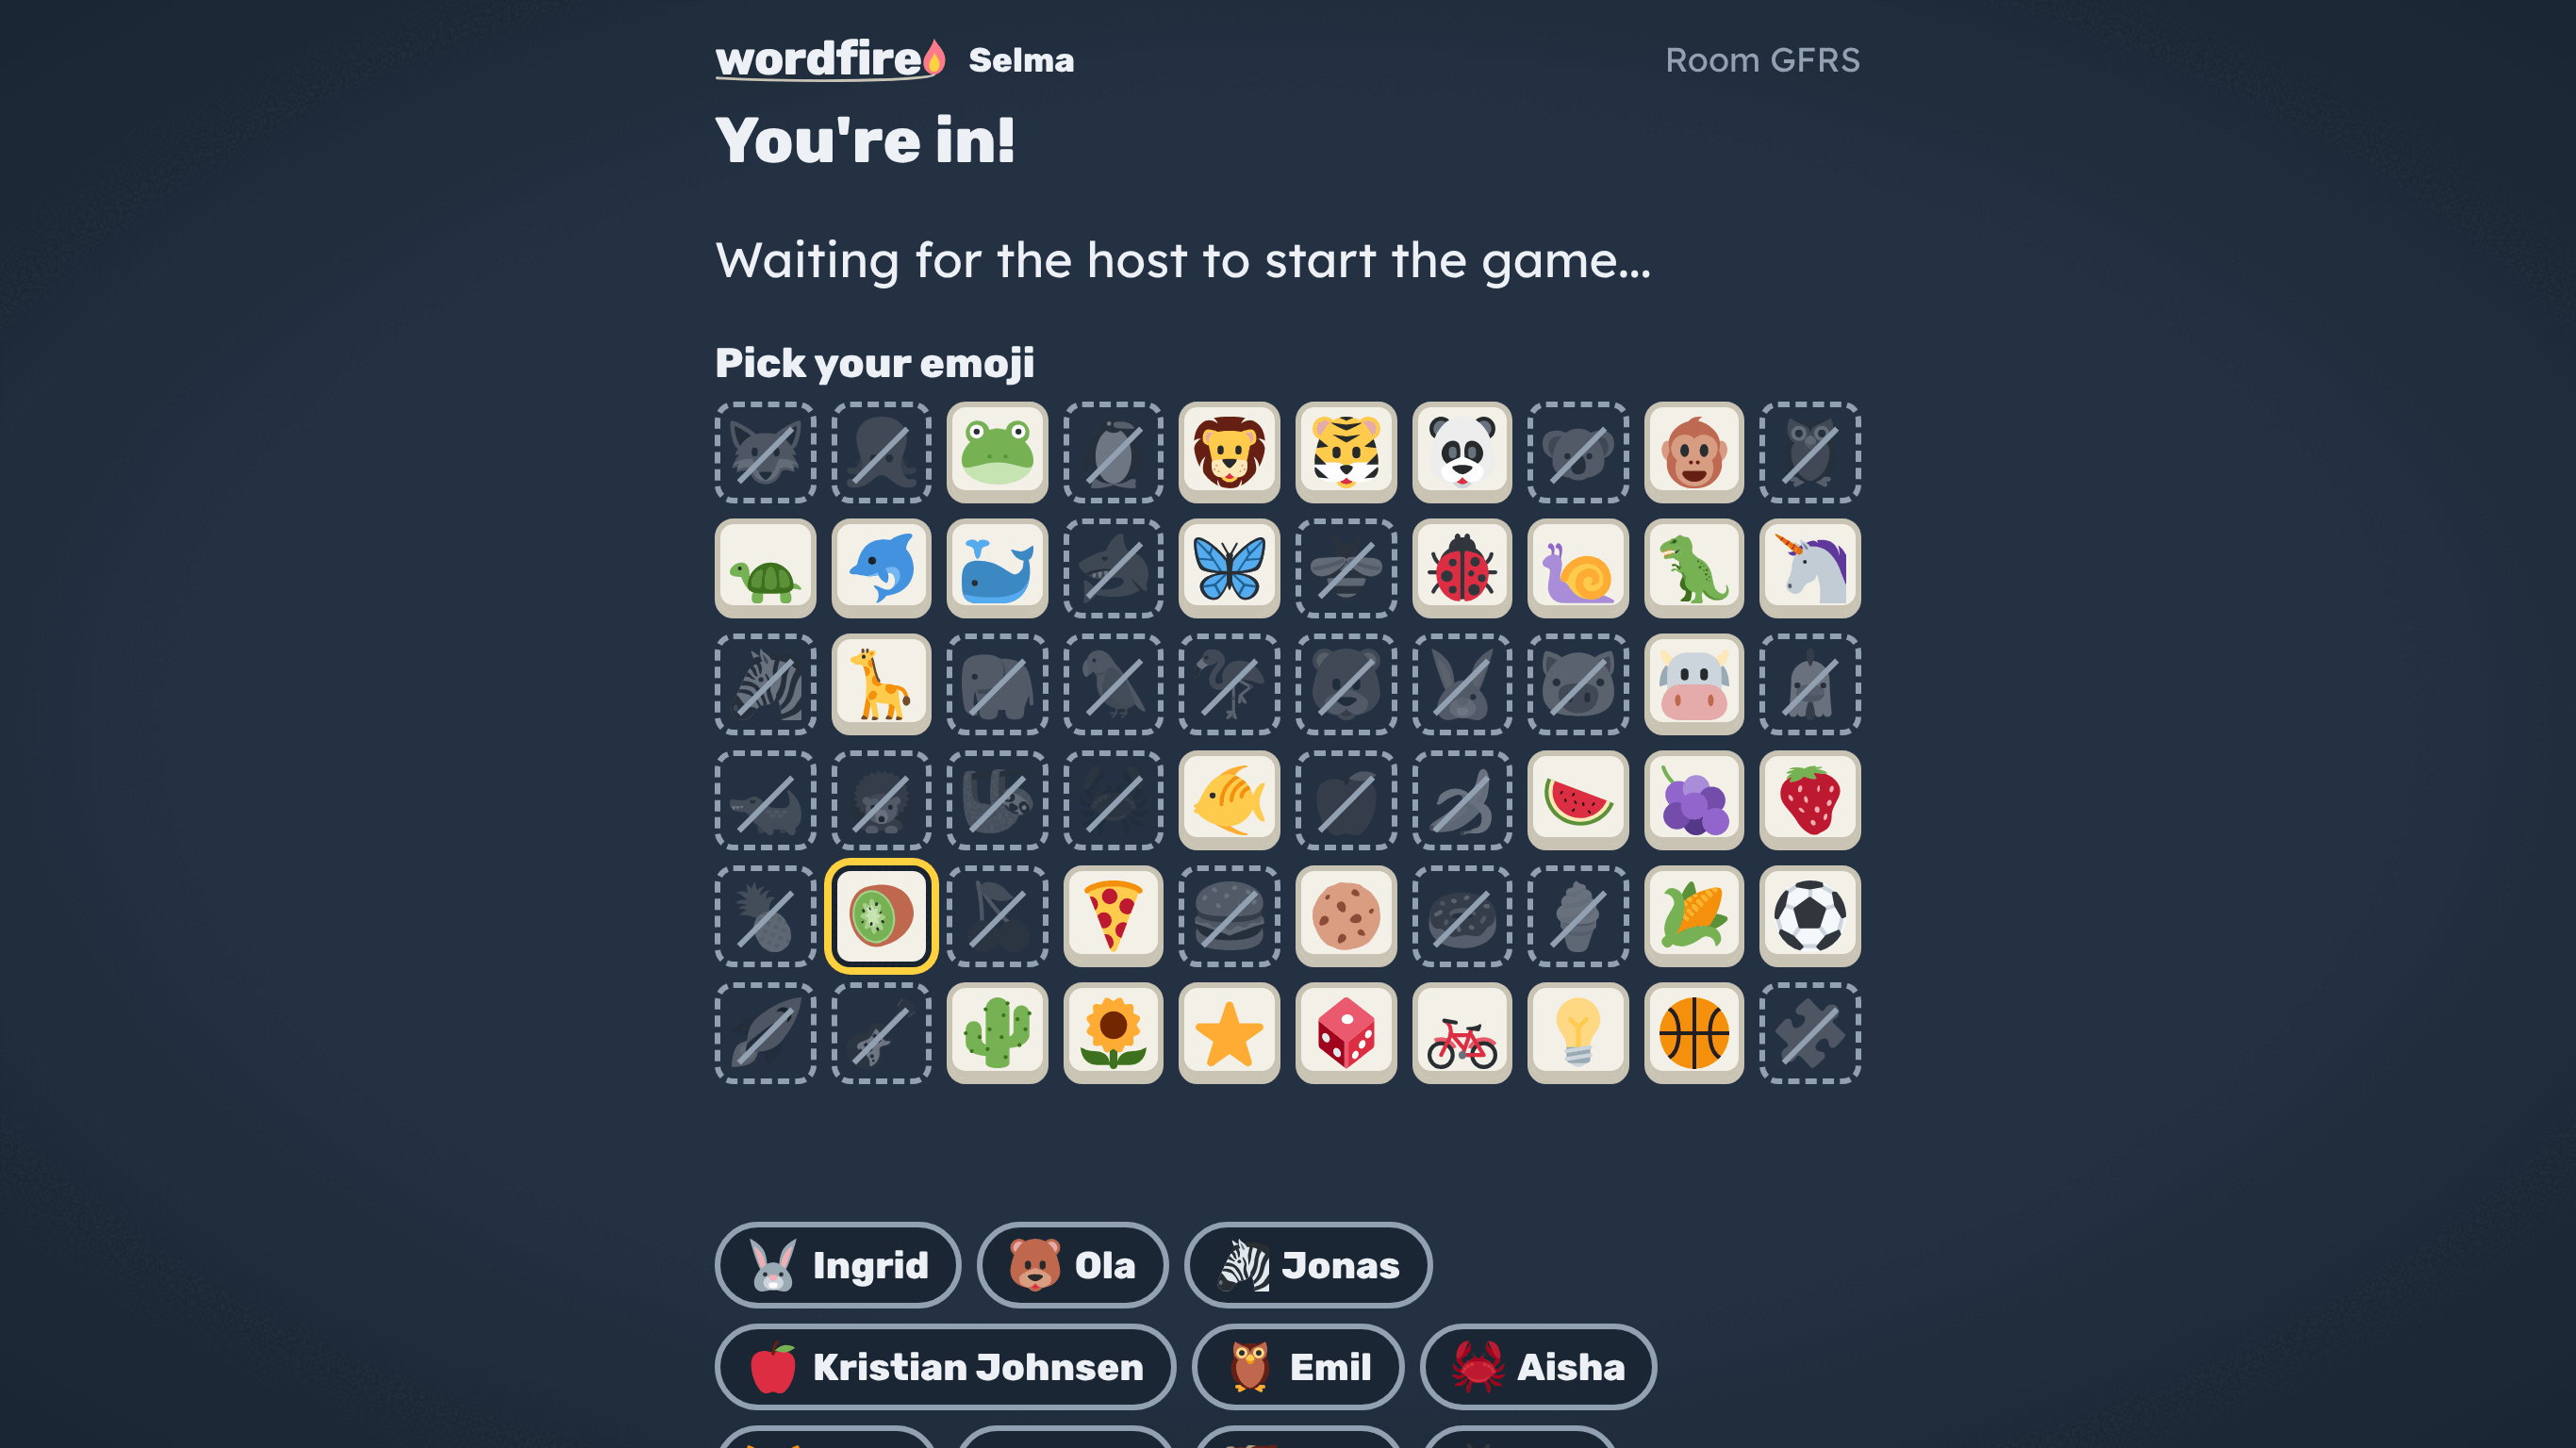 wordfire Selma
Room GFRS
You're in!
Waiting for the host to start the game...
Pick your emoji
Ingrid
Ola
Jonas
Kristian Johnsen
Emil
Aisha